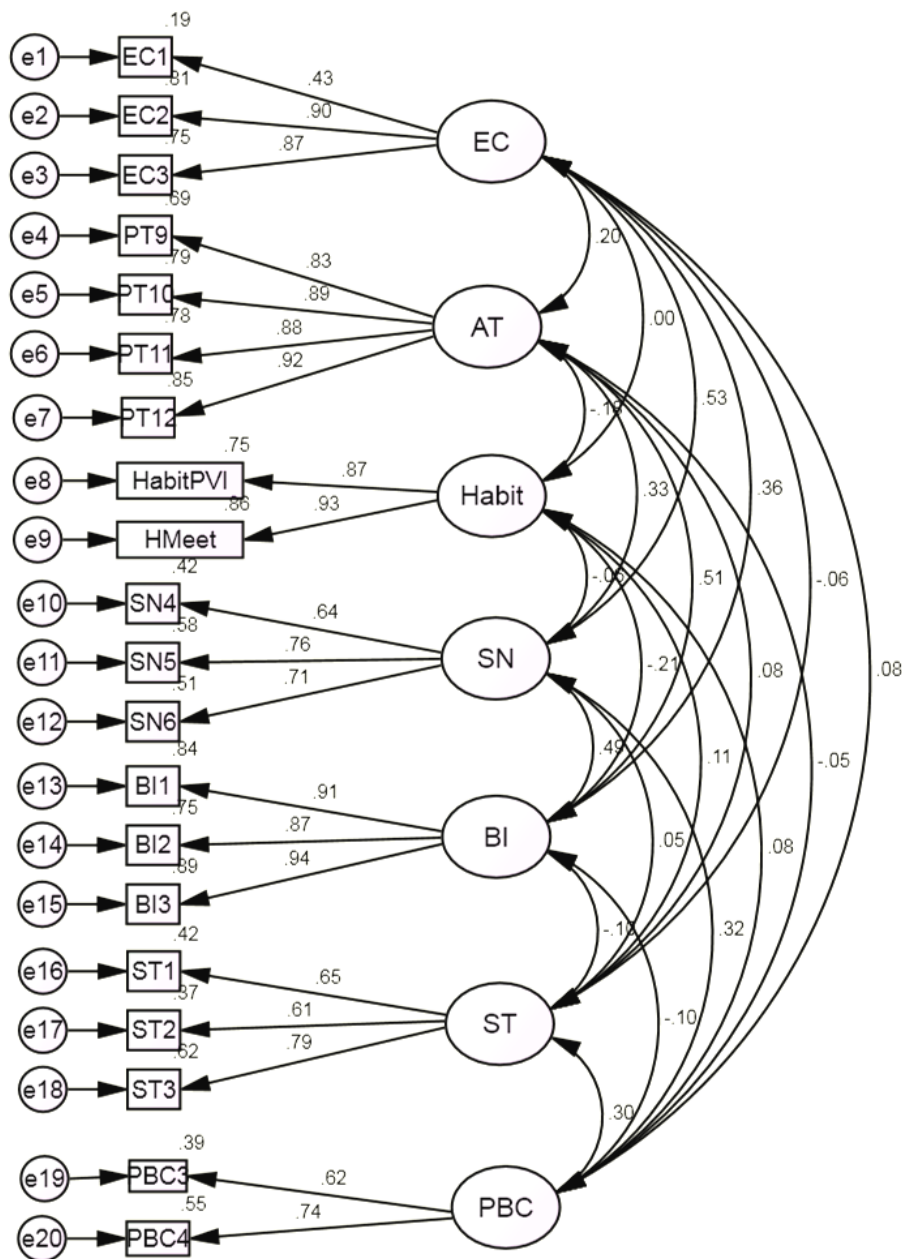 .19
e1 EC1
.43
.81
e2 EC2
.90
.75
e3 EC3
.87
EC
.69
e4 PT9
.20
.79
.83
e5 PT10
.89
.78
e6 PT11
.88
AT
.00
.92
.85
e7 PT12
.53
.75
e8 HabitPVI
.87
Habit
.33
.36
.86
.93
e9 HMeet
.42
.51
-.06
e10 SN4
.64
.58
e11 SN5
.76
SN
-.21
.08
.08
.51
.71
e12 SN6
.84
.49
.11
-.05
e13 BI1
.91
.75
e14 BI2
.87
BI
.05
.08
.89
.94
e15 BI3
.42
.32
e16 ST1
.65
.37
e17 ST2
.61
ST
-.10
.62
.79
e18 ST3
.30
.39
e19 PBC3
.62
.55
PBC
e20 PBC4
.74